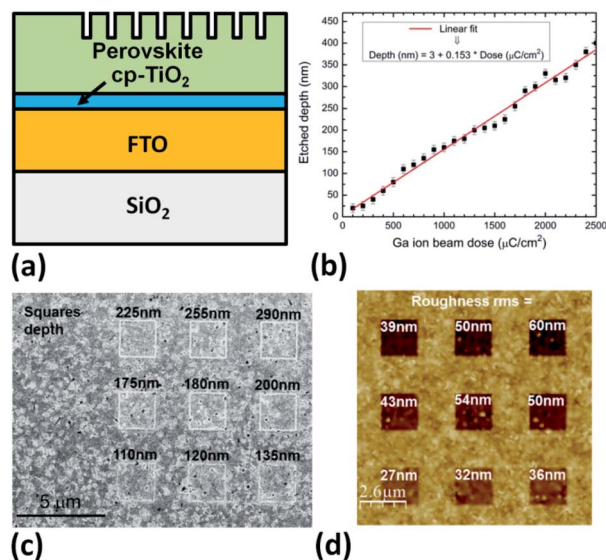 Perovskite
cp-TiO₂
FTO
SiO₂
(a)
Linear fit
⇓
Depth (nm) = 3 + 0.153 * Dose (μC/cm²)
Etched depth (nm)
450
400
350
300
250
200
150
100
50
0
0 500 1000 1500 2000 2500
Ga ion beam dose (μC/cm²)
(b)
Squares
depth
225nm 255nm 290nm
175nm 180nm 200nm
110nm 120nm 135nm
5 μm
(c)
Roughness rms =
39nm 50nm 60nm
43nm 54nm 50nm
27nm 32nm 36nm
2.6μm
(d)